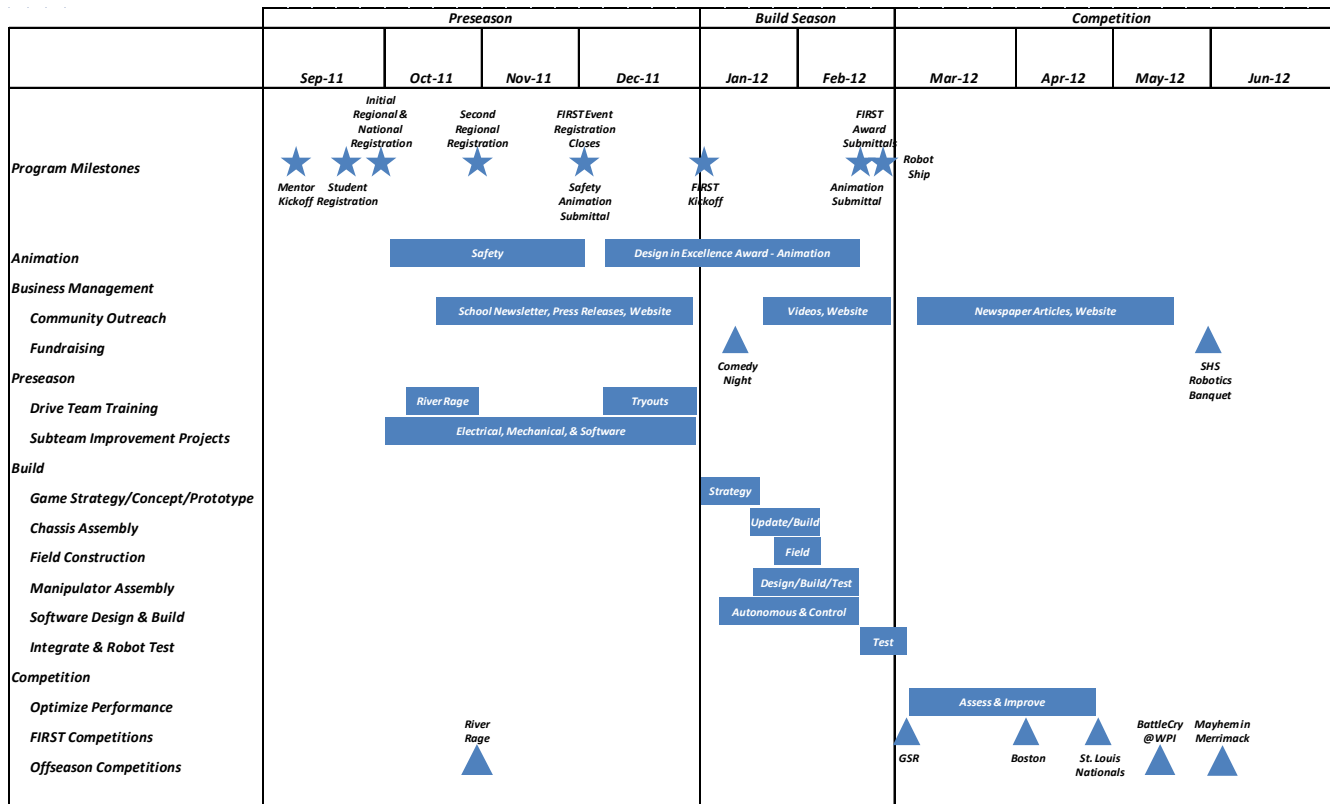 Preseason
Build Season
Competition
Sep-11
Oct-11
Nov-11
Dec-11
Jan-12
Feb-12
Mar-12
Apr-12
May-12
Jun-12
Program Milestones
Mentor
Kickoff
Student
Registration
Initial
Regional &
National
Registration
Second
Regional
Registration
FIRST Event
Registration
Closes
Safety
Animation
Submittal
FIRST
Kickoff
FIRST
Award
Submittals
Animation
Submittal
Robot
Ship
Animation
Safety
Design in Excellence Award - Animation
Business Management
Community Outreach
School Newsletter, Press Releases, Website
Videos, Website
Newspaper Articles, Website
Fundraising
Comedy
Night
SHS
Robotics
Banquet
Preseason
Drive Team Training
River Rage
Tryouts
Subteam Improvement Projects
Electrical, Mechanical, & Software
Build
Game Strategy/Concept/Prototype
Strategy
Chassis Assembly
Update/Build
Field Construction
Field
Manipulator Assembly
Design/Build/Test
Software Design & Build
Autonomous & Control
Integrate & Robot Test
Test
Competition
Optimize Performance
Assess & Improve
FIRST Competitions
GSR
Boston
St. Louis
Nationals
Offseason Competitions
River
Rage
BattleCry
@WPI
Mayhem in
Merrimack